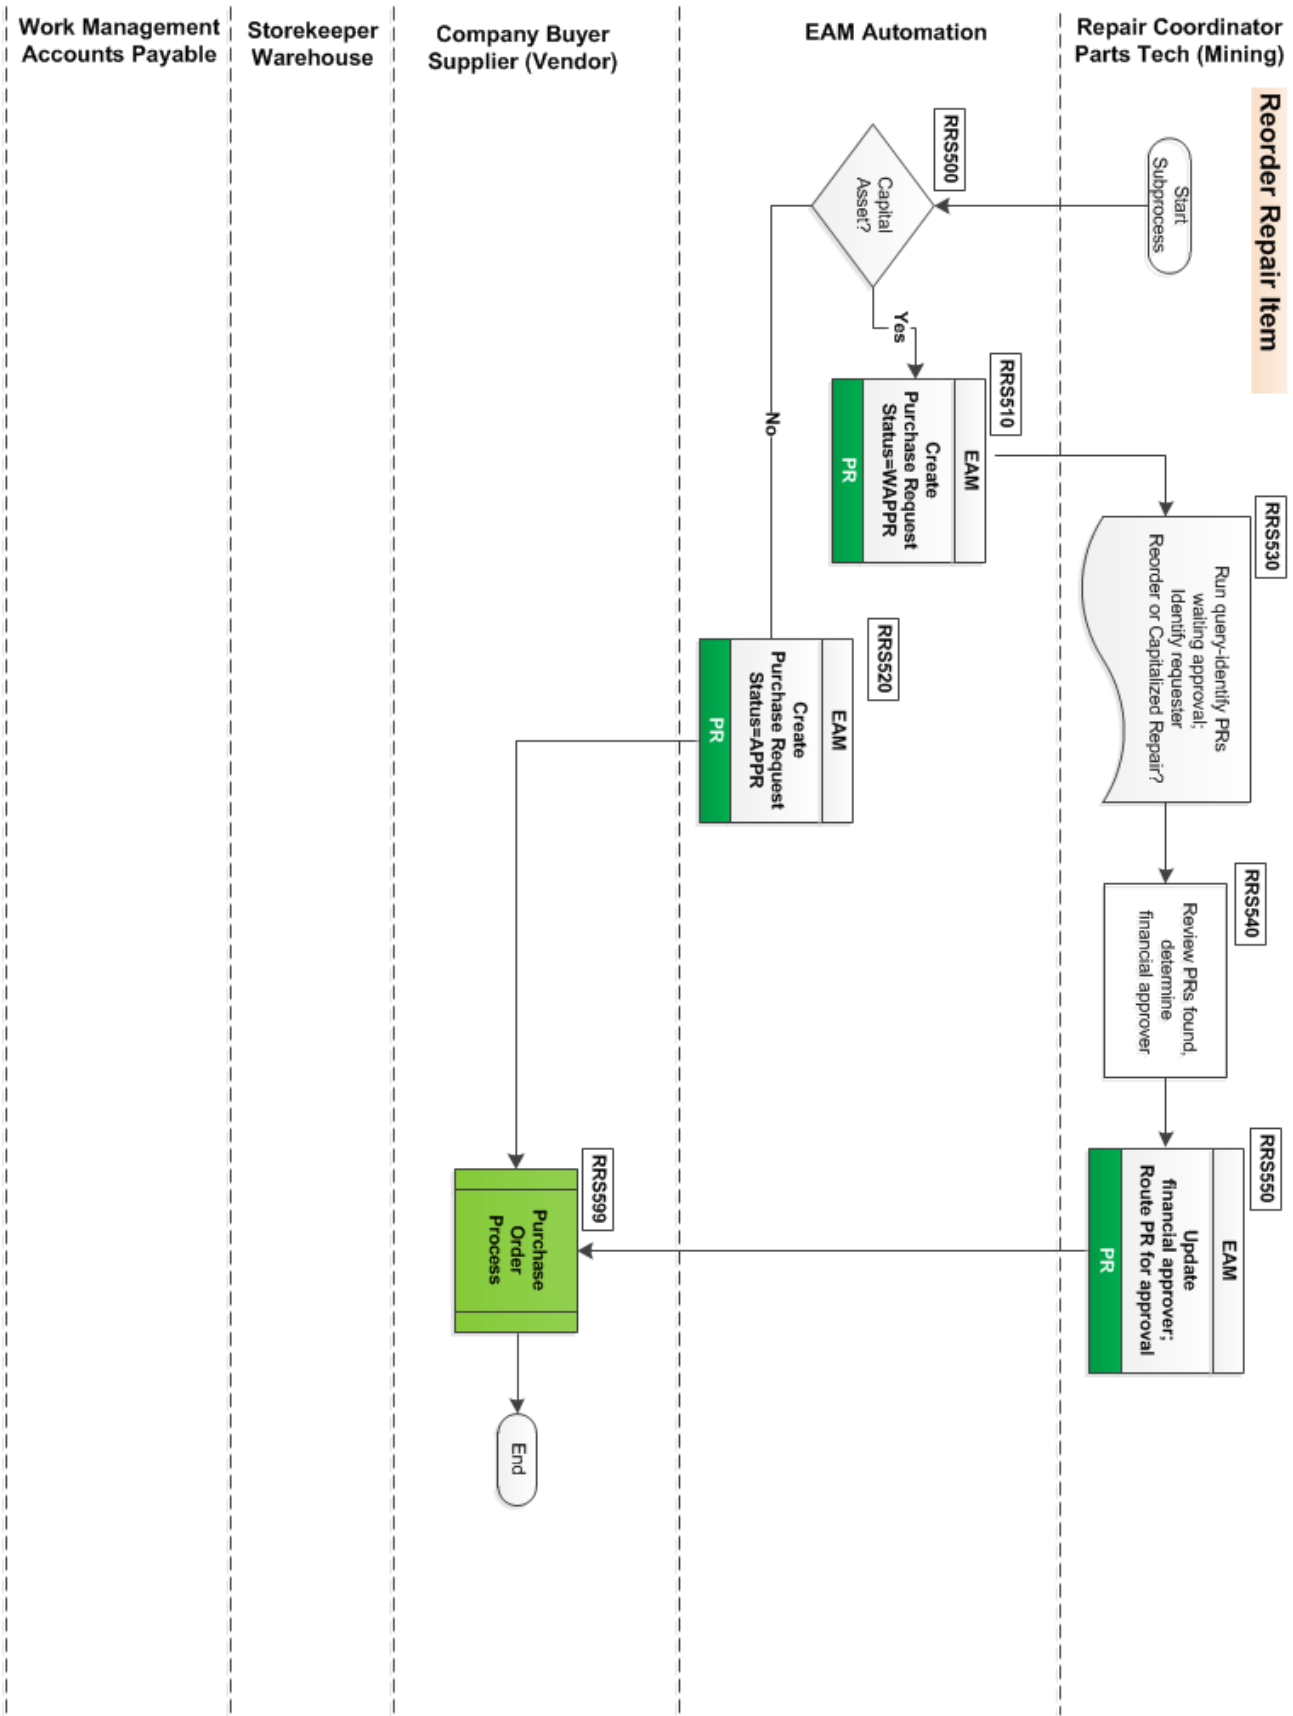 Work Management
Accounts Payable
Storekeeper
Warehouse
Company Buyer
Supplier (Vendor)
EAM Automation
Repair Coordinator
Parts Tech (Mining)
Reorder Repair Item
Start
Subprocess
RRS500
Capital
Asset?
Yes
No
RRS510
EAM
Create
Purchase Request
Status=WAPPR
PR
RRS520
EAM
Create
Purchase Request
Status=APPR
PR
RRS530
Run query-identify PRs
waiting approval;
Identify requester
Reorder or Capitalized Repair?
RRS540
Review PRs found,
determine
financial approver
RRS550
EAM
Update
financial approver;
Route PR for approval
PR
RRS599
Purchase
Order
Process
End